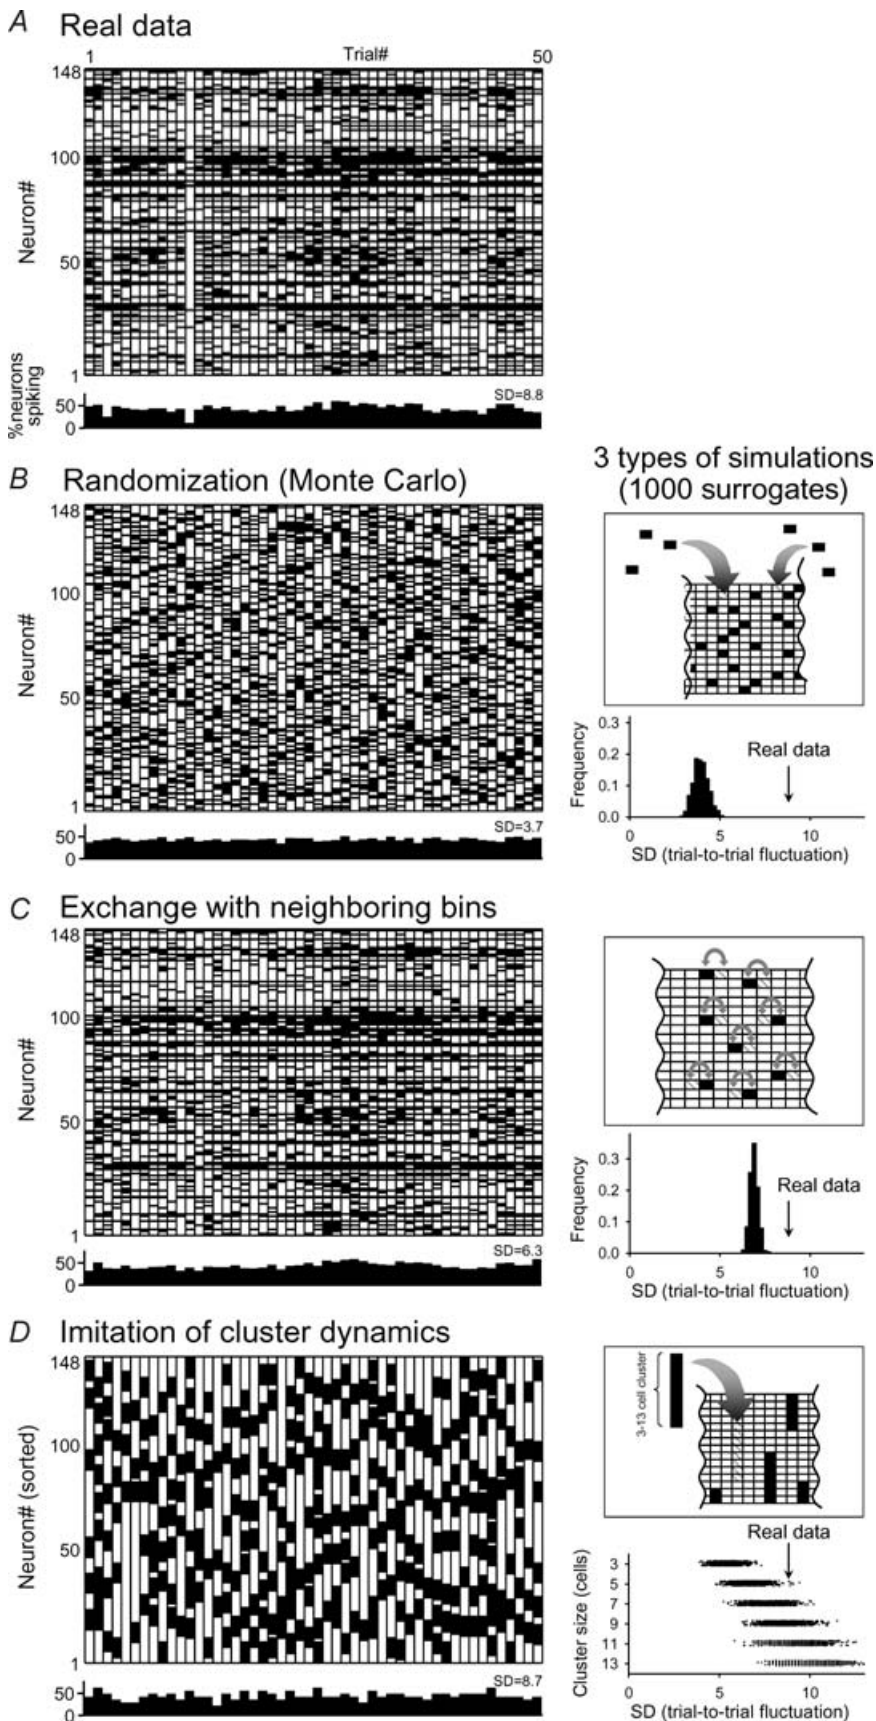 A Real data
1 Trial# 50
148
100
50
1
Neuron#
%neurons
spiking
50
0
SD=8.8
B Randomization (Monte Carlo)
148
100
50
1
Neuron#
50
0
SD=3.7
3 types of simulations
(1000 surrogates)
0.3
0.2
0.1
0.0
Frequency
Real data
0 5 10
SD (trial-to-trial fluctuation)
C Exchange with neighboring bins
148
100
50
1
Neuron#
50
0
SD=6.3
0.3
0.2
0.1
0.0
Frequency
Real data
0 5 10
SD (trial-to-trial fluctuation)
D Imitation of cluster dynamics
148
100
50
1
Neuron# (sorted)
50
0
SD=8.7
3-13 cell cluster
Real data
3
5
7
9
11
13
Cluster size (cells)
0 5 10
SD (trial-to-trial fluctuation)